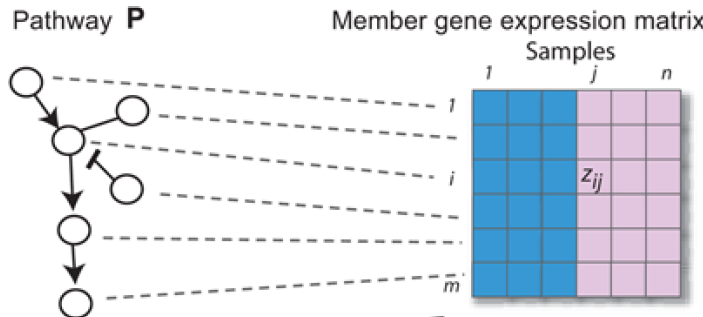 Pathway P
Member gene expression matrix
Samples
1 j n
1
i
z_ij
m